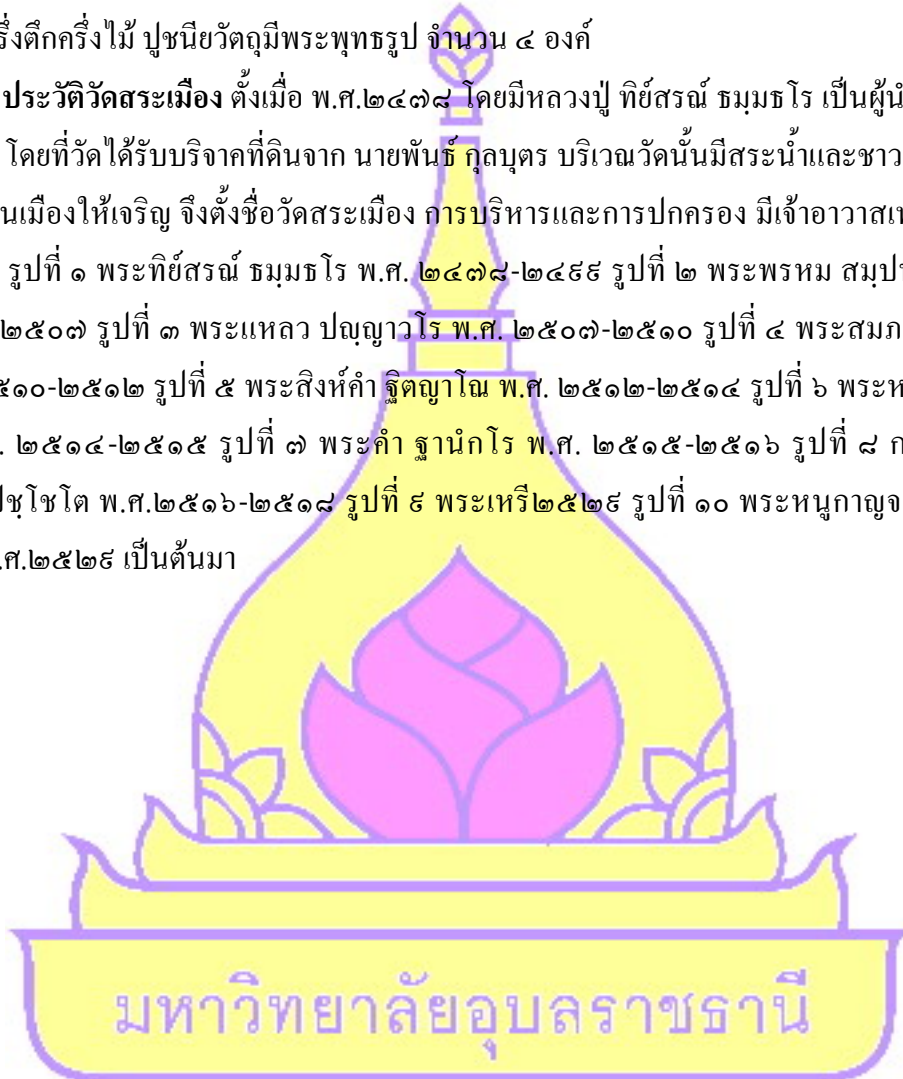 รึ่งตึกครึ่งไม้ ปูชนียวัตถุมีพระพุทธรูป จำนวน ๔ องค์
ประวัติวัดสระเมือง ตั้งเมื่อ พ.ศ.๒๔๗๘ โดยมีหลวงปู่ ทิย์สรณ์ ธมฺมธโร เป็นผู้นำ
โดยที่วัดได้รับบริจาคที่ดินจาก นายพันธ์ กุลบุตร บริเวณวัดนั้นมีสระน้ำและชาว
นเมืองให้เจริญ จึงตั้งชื่อวัดสระเมือง การบริหารและการปกครอง มีเจ้าอาวาสเท
รูปที่ ๑ พระทิย์สรณ์ ธมฺมธโร พ.ศ. ๒๔๗๘-๒๔๙๙ รูปที่ ๒ พระพรหม สมฺป
๒๕๐๗ รูปที่ ๓ พระแหลว ปญฺญาวโร พ.ศ. ๒๕๐๗-๒๕๑๐ รูปที่ ๔ พระสมภ
๕๑๐-๒๕๑๒ รูปที่ ๕ พระสิงห์คำ ฐิตญาโณ พ.ศ. ๒๕๑๒-๒๕๑๔ รูปที่ ๖ พระห
. ๒๕๑๔-๒๕๑๕ รูปที่ ๗ พระคำ ฐานํกโร พ.ศ. ๒๕๑๕-๒๕๑๖ รูปที่ ๘ ก
ปชฺโชโต พ.ศ.๒๕๑๖-๒๕๑๘ รูปที่ ๙ พระเหรี๒๕๒๙ รูปที่ ๑๐ พระหนูกาญจ
.ศ.๒๕๒๙ เป็นต้นมา
มหาวิทยาลัยอุบลราชธานี